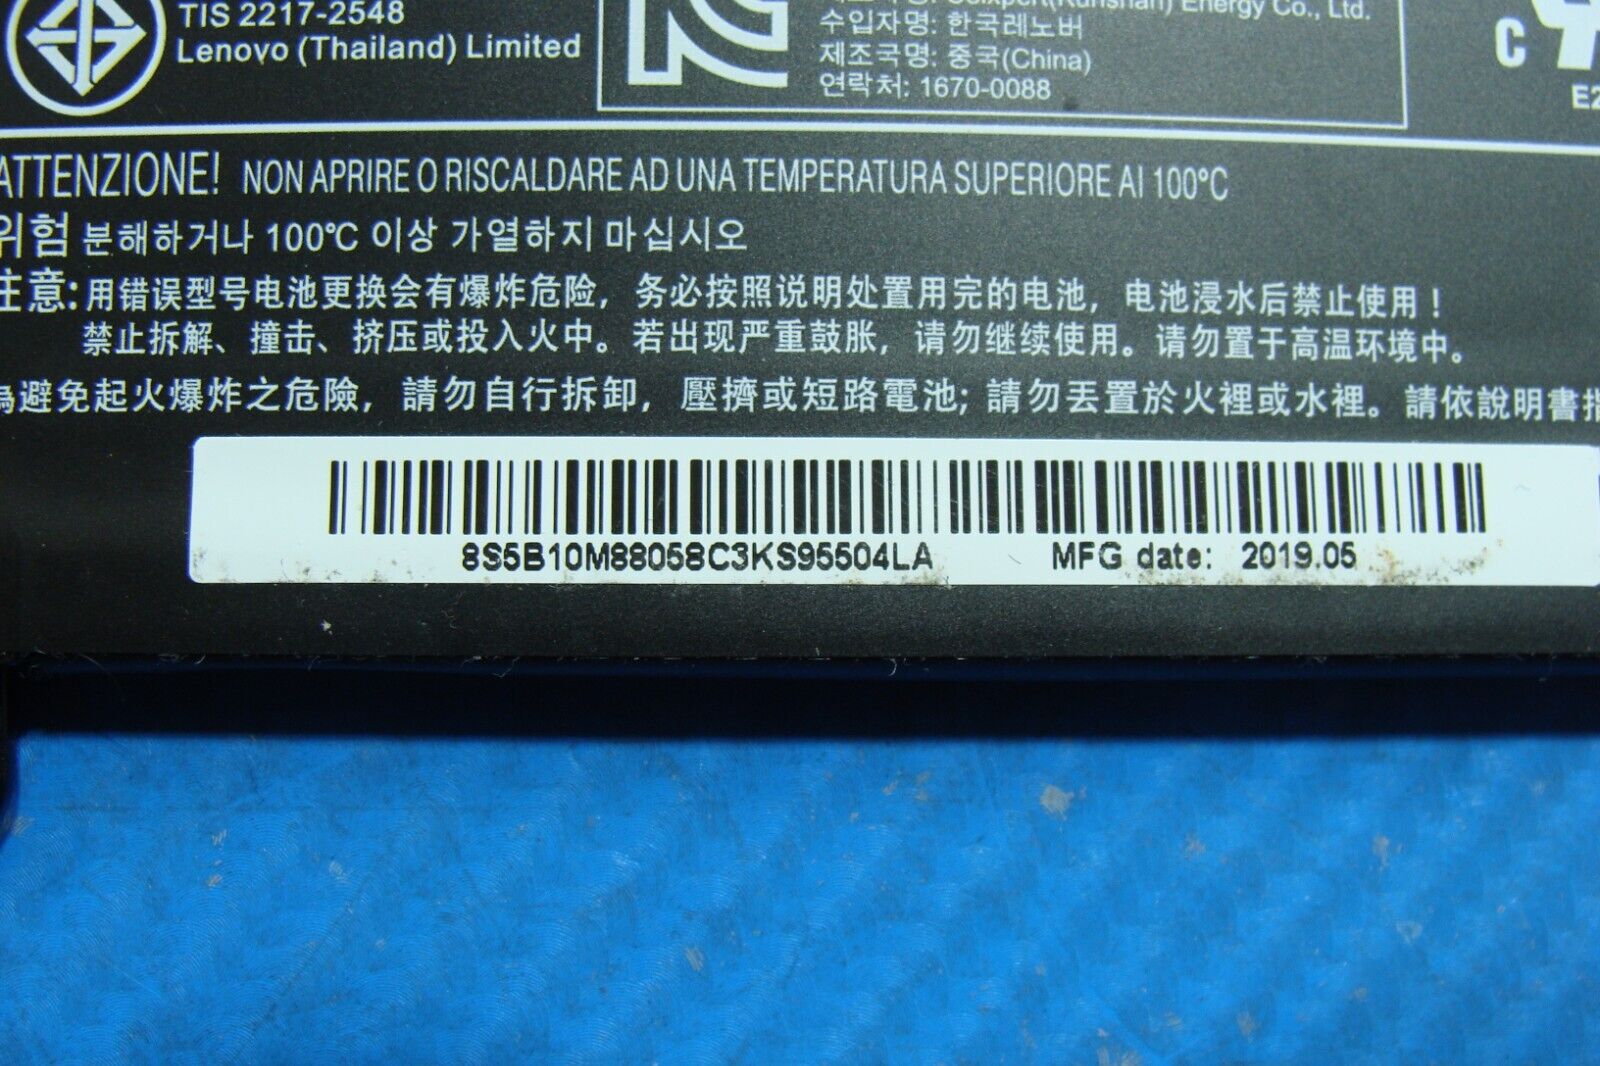 TIS 2217-2548
Lenovo (Thailand) Limited
Celxpert(Kunshan) Energy Co., Ltd.
수입자명: 한국레노버
제조국명: 중국(China)
연락처: 1670-0088
C
ATTENZIONE! NON APRIRE O RISCALDARE AD UNA TEMPERATURA SUPERIORE AI 100°C
위험 분해하거나 100℃ 이상 가열하지 마십시오
注意: 用错误型号电池更换会有爆炸危险，务必按照说明处置用完的电池，电池浸水后禁止使用！
禁止拆解、撞击、挤压或投入火中。若出现严重鼓胀，请勿继续使用。请勿置于高温环境中。
為避免起火爆炸之危險，請勿自行拆卸，壓擠或短路電池; 請勿丟置於火裡或水裡。請依說明書指
8S5B10M88058C3KS95504LA MFG date: 2019.05